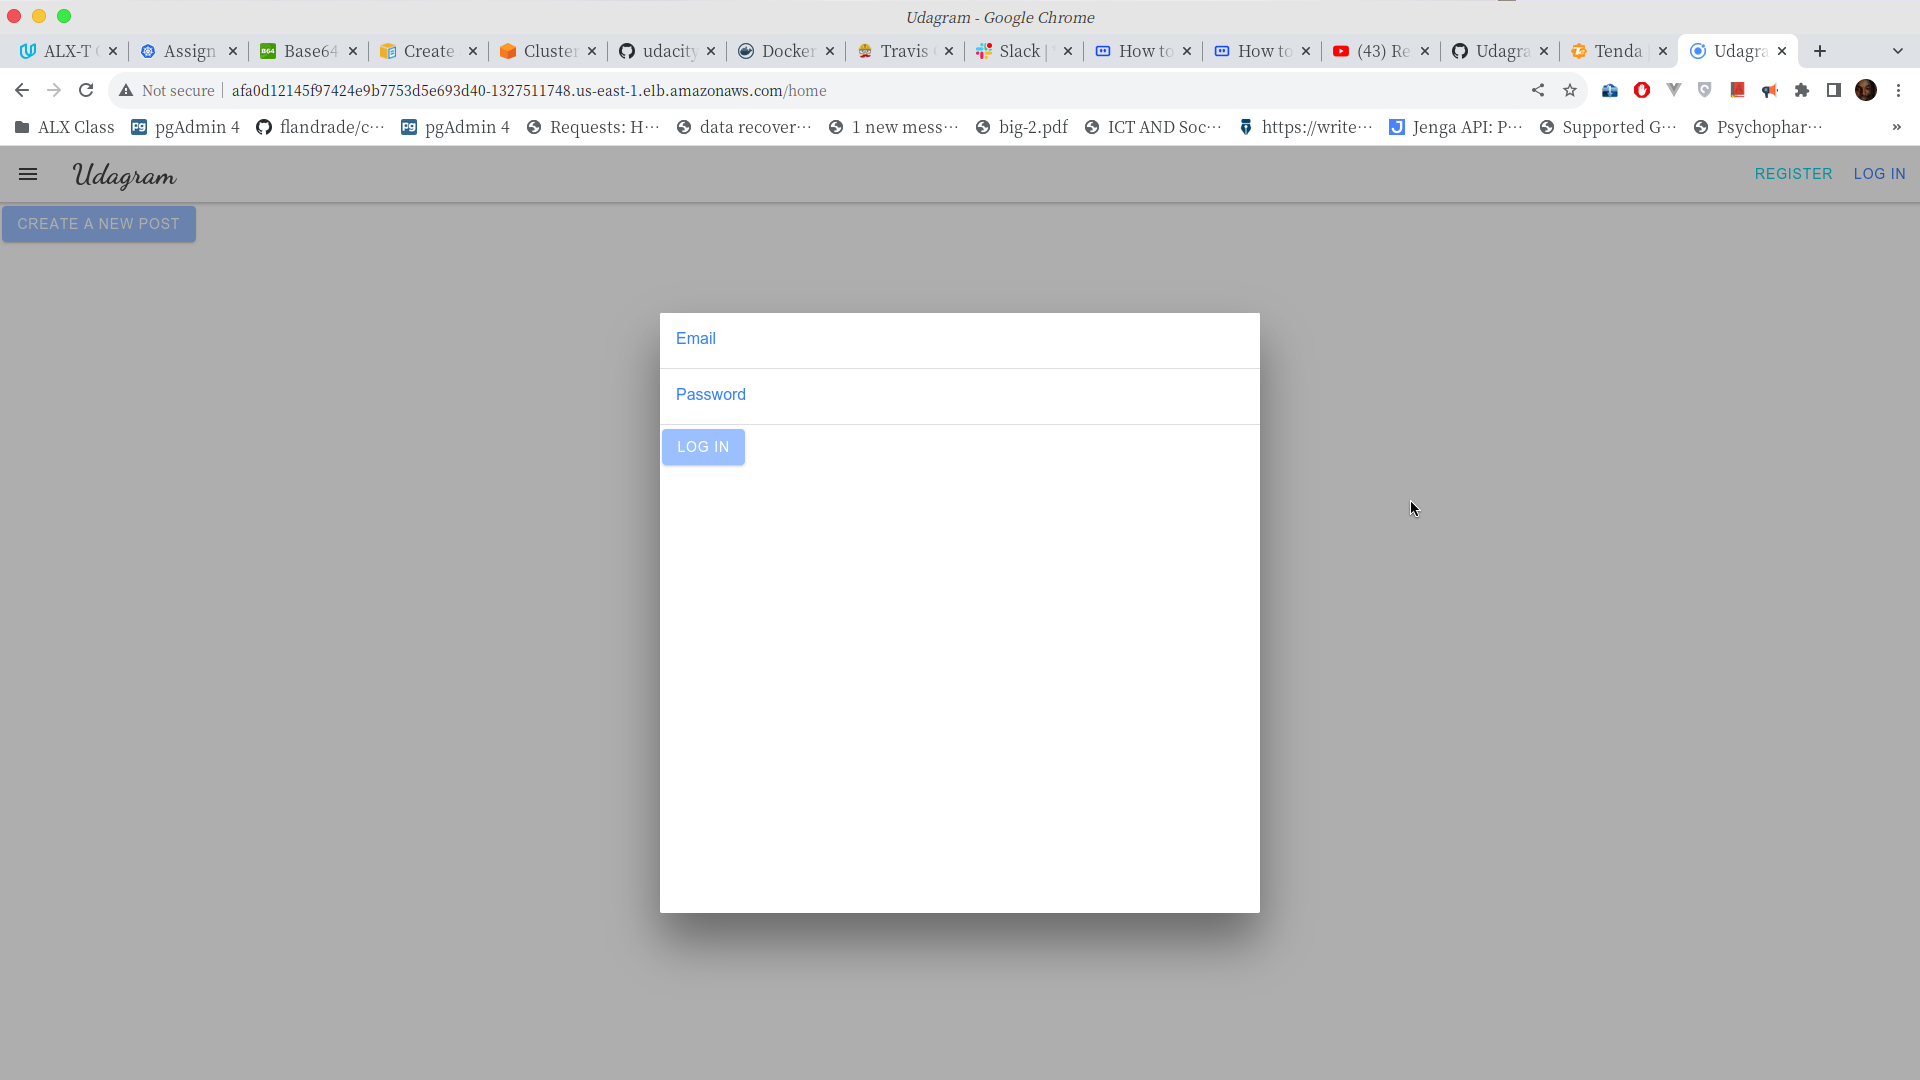 Udagram - Google Chrome
ALX-T Assign Base64 Create Cluster udacity Docker Travis Slack | How to How to (43) Re Udagra Tenda Udagra
Not secure afa0d12145f97424e9b7753d5e693d40-1327511748.us-east-1.elb.amazonaws.com/home
ALX Class pgAdmin 4 flandrade/c··· pgAdmin 4 Requests: H··· data recover··· 1 new mess··· big-2.pdf ICT AND Soc··· https://write··· Jenga API: P··· Supported G··· Psychophar··· »
Udagram REGISTER LOG IN
CREATE A NEW POST
Email
Password
LOG IN